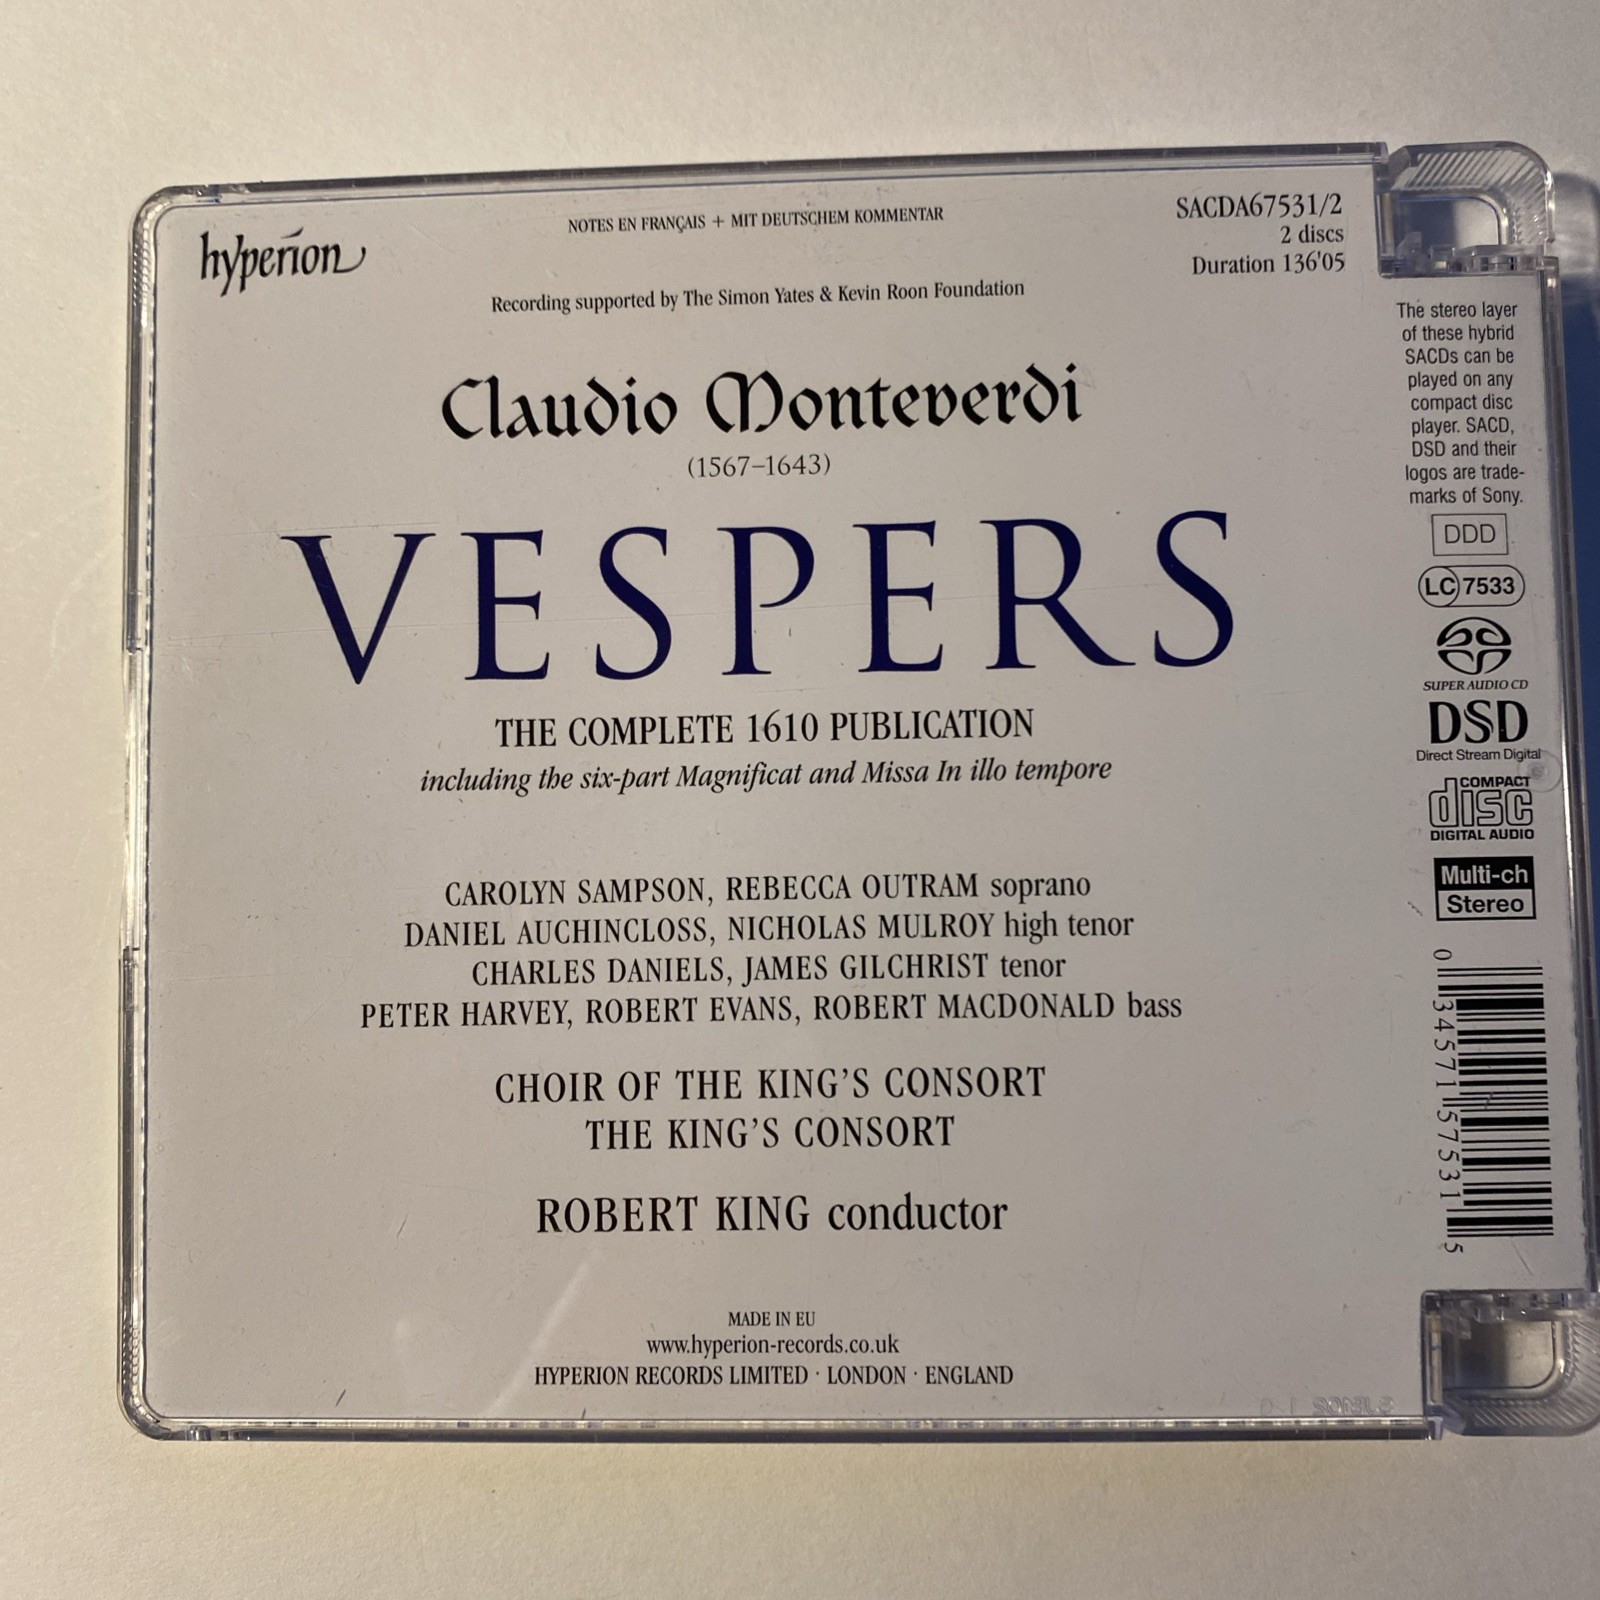 hyperion
NOTES EN FRANÇAIS + MIT DEUTSCHEM KOMMENTAR
SACDA67531/2
2 discs
Duration 136'05
Recording supported by The Simon Yates & Kevin Roon Foundation
Claudio Monteverdi
(1567–1643)
VESPERS
THE COMPLETE 1610 PUBLICATION
including the six-part Magnificat and Missa In illo tempore
CAROLYN SAMPSON, REBECCA OUTRAM soprano
DANIEL AUCHINCLOSS, NICHOLAS MULROY high tenor
CHARLES DANIELS, JAMES GILCHRIST tenor
PETER HARVEY, ROBERT EVANS, ROBERT MACDONALD bass
CHOIR OF THE KING'S CONSORT
THE KING'S CONSORT
ROBERT KING conductor
MADE IN EU
www.hyperion-records.co.uk
HYPERION RECORDS LIMITED · LONDON · ENGLAND
The stereo layer
of these hybrid
SACDs can be
played on any
compact disc
player. SACD,
DSD and their
logos are trade-
marks of Sony.
DDD
LC 7533
SUPER AUDIO CD
DSD
Direct Stream Digital
COMPACT
disc
DIGITAL AUDIO
Multi-ch
Stereo
0 34571 57531 5